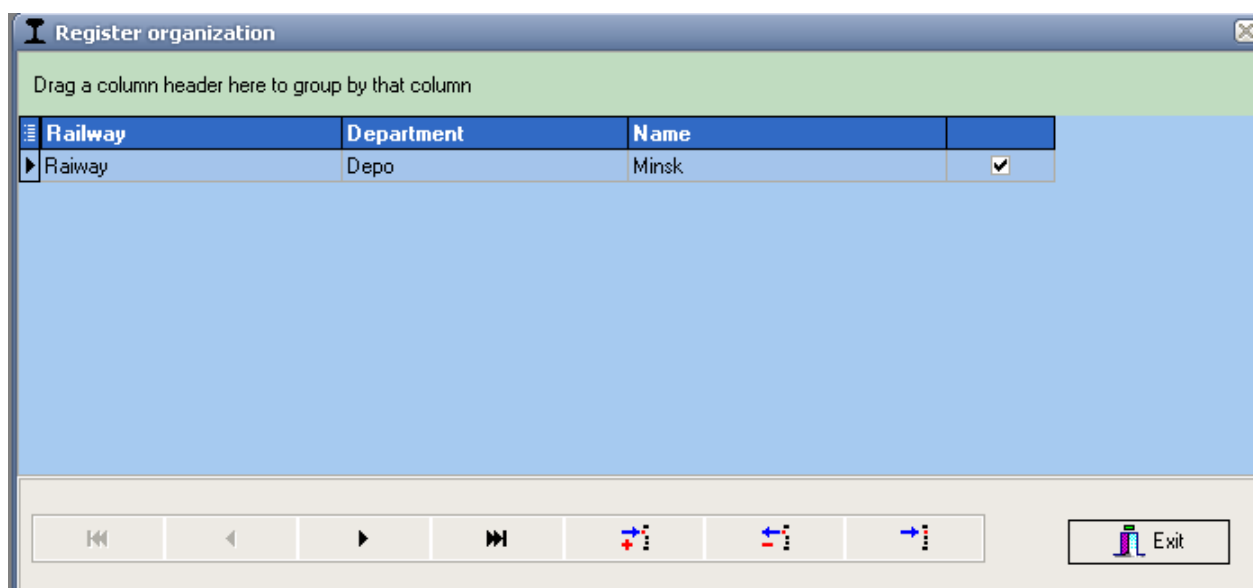 Register organization
Drag a column header here to group by that column
Railway Department Name
Raiway Depo Minsk
Exit